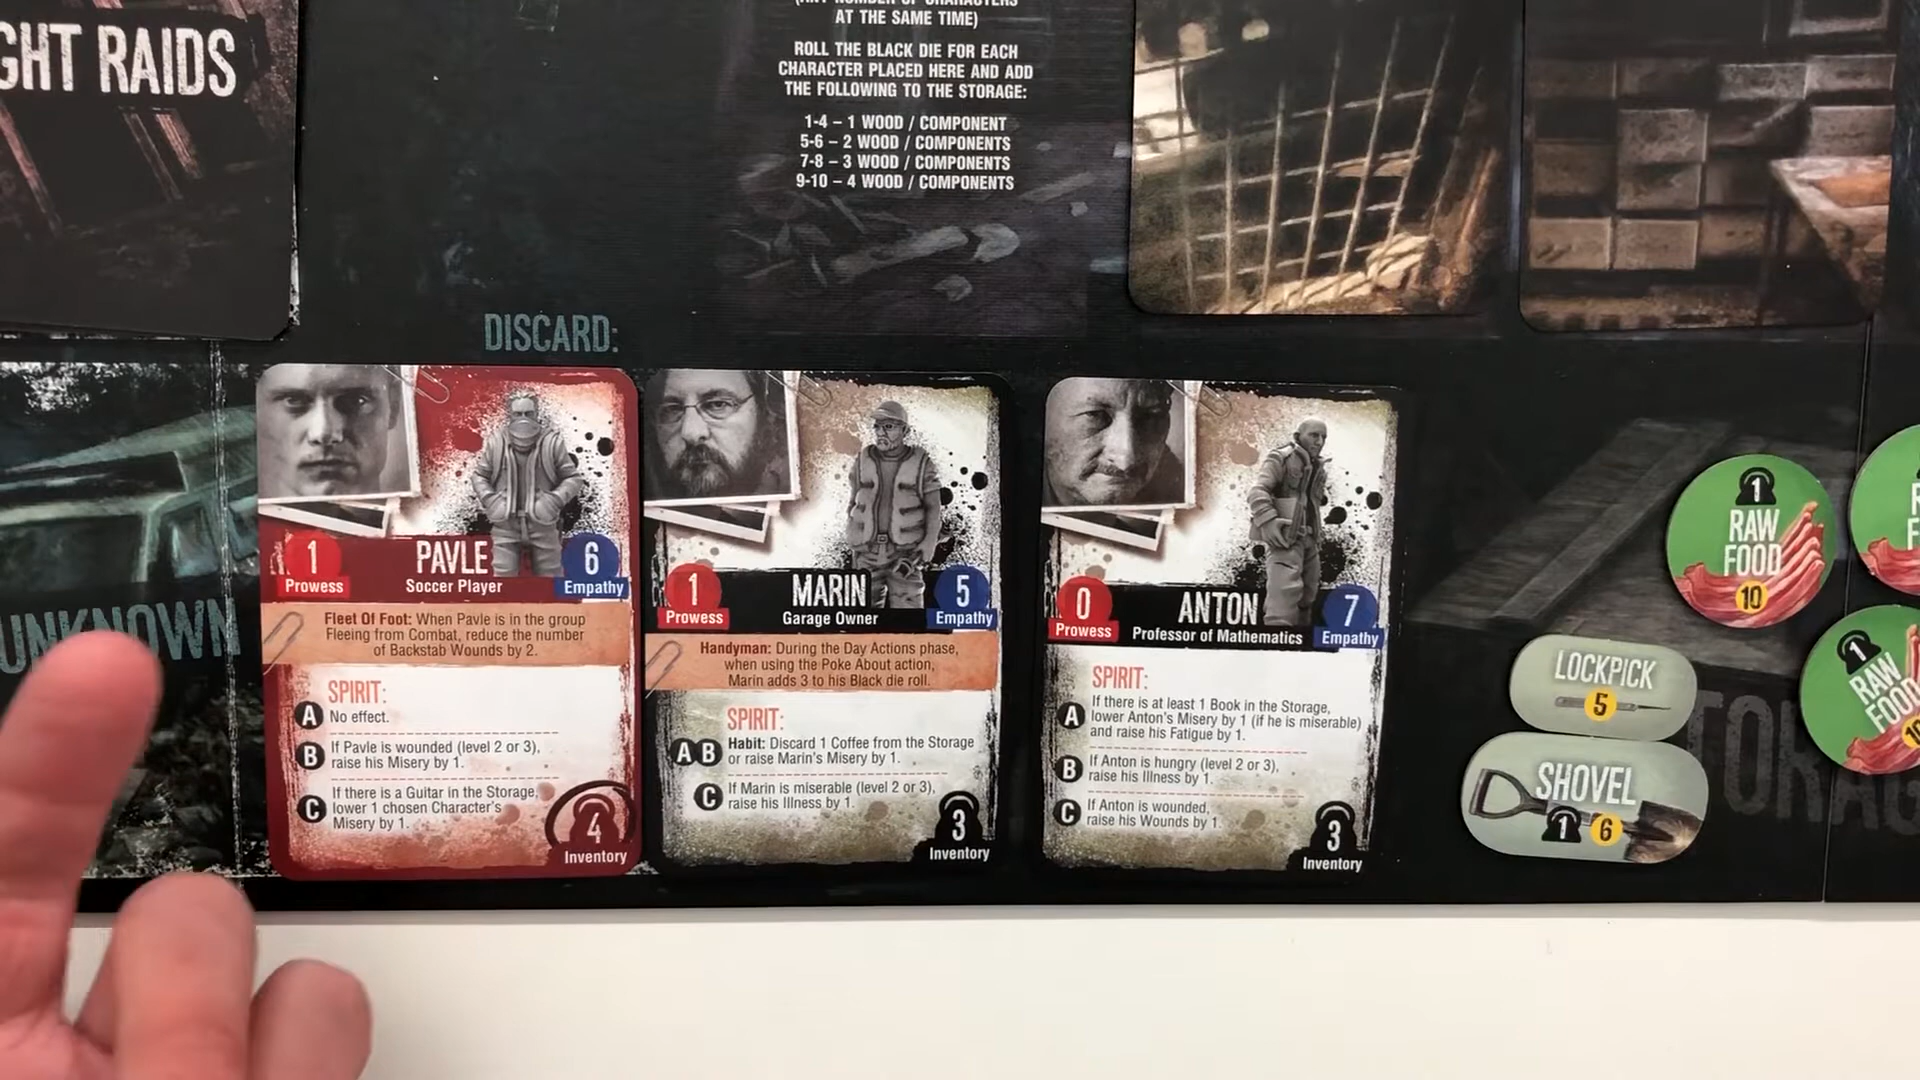 GHT RAIDS
AT THE SAME TIME)
ROLL THE BLACK DIE FOR EACH
CHARACTER PLACED HERE AND ADD
THE FOLLOWING TO THE STORAGE:
1-4 – 1 WOOD / COMPONENT
5-6 – 2 WOOD / COMPONENTS
7-8 – 3 WOOD / COMPONENTS
9-10 – 4 WOOD / COMPONENTS
DISCARD:
UNKNOWN
1
Prowess
PAVLE
Soccer Player
6
Empathy
Fleet Of Foot: When Pavle is in the group
Fleeing from Combat, reduce the number
of Backstab Wounds by 2.
SPIRIT:
A No effect.
B If Pavle is wounded (level 2 or 3),
raise his Misery by 1.
C If there is a Guitar in the Storage,
lower 1 chosen Character's
Misery by 1.
4
Inventory
1
Prowess
MARIN
Garage Owner
5
Empathy
Handyman: During the Day Actions phase,
when using the Poke About action,
Marin adds 3 to his Black die roll.
SPIRIT:
A B Habit: Discard 1 Coffee from the Storage
or raise Marin's Misery by 1.
C If Marin is miserable (level 2 or 3),
raise his Illness by 1.
3
Inventory
0
Prowess
ANTON
Professor of Mathematics
7
Empathy
SPIRIT:
A If there is at least 1 Book in the Storage,
lower Anton's Misery by 1 (if he is miserable)
and raise his Fatigue by 1.
B If Anton is hungry (level 2 or 3),
raise his Illness by 1.
C If Anton is wounded,
raise his Wounds by 1.
3
Inventory
1
RAW
FOOD
10
LOCKPICK
5
SHOVEL
1 6
1
RAW
FOOD